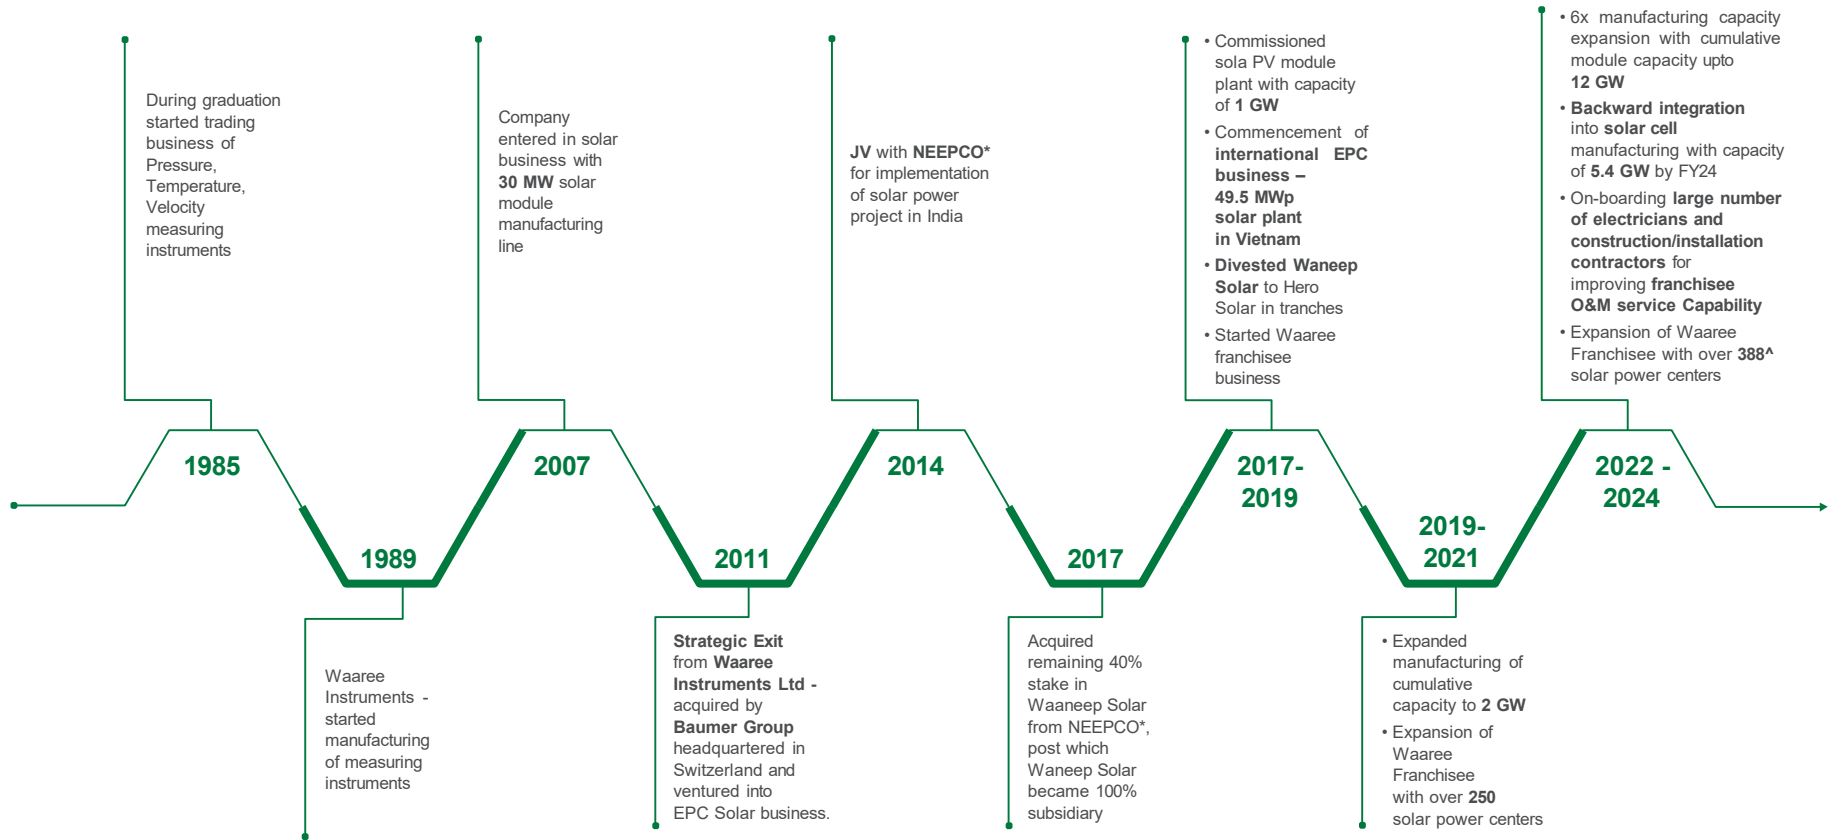 During graduation
started trading
business of
Pressure,
Temperature,
Velocity
measuring
instruments
1985
1989
Waaree
Instruments -
started
manufacturing
of measuring
instruments
Company
entered in solar
business with
30 MW solar
module
manufacturing
line
2007
2011
Strategic Exit
from Waaree
Instruments Ltd -
acquired by
Baumer Group
headquartered in
Switzerland and
ventured into
EPC Solar business.
JV with NEEPCO*
for implementation
of solar power
project in India
2014
2017
Acquired
remaining 40%
stake in
Waaneep Solar
from NEEPCO*,
post which
Waneep Solar
became 100%
subsidiary
• Commissioned
sola PV module
plant with capacity
of 1 GW
• Commencement of
international EPC
business –
49.5 MWp
solar plant
in Vietnam
• Divested Waneep
Solar to Hero
Solar in tranches
• Started Waaree
franchisee
business
2017-
2019
2019-
2021
• Expanded
manufacturing of
cumulative
capacity to 2 GW
• Expansion of
Waaree
Franchisee
with over 250
solar power centers
• 6x manufacturing capacity
expansion with cumulative
module capacity upto
12 GW
• Backward integration
into solar cell
manufacturing with capacity
of 5.4 GW by FY24
• On-boarding large number
of electricians and
construction/installation
contractors for
improving franchisee
O&M service Capability
• Expansion of Waaree
Franchisee with over 388^
solar power centers
2022 -
2024